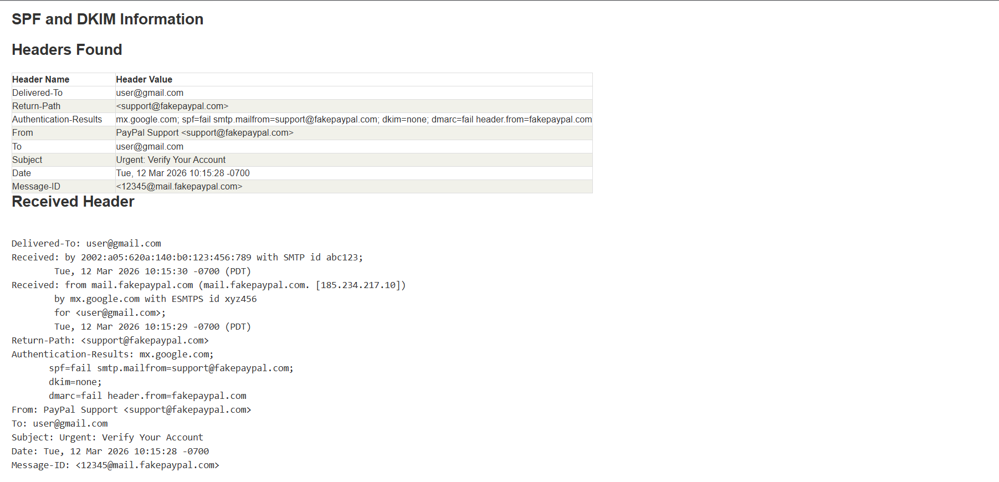 SPF and DKIM Information
Headers Found
Header Name Header Value
Delivered-To user@gmail.com
Return-Path <support@fakepaypal.com>
Authentication-Results mx.google.com; spf=fail smtp.mailfrom=support@fakepaypal.com; dkim=none; dmarc=fail header.from=fakepaypal.com
From PayPal Support <support@fakepaypal.com>
To user@gmail.com
Subject Urgent: Verify Your Account
Date Tue, 12 Mar 2026 10:15:28 -0700
Message-ID <12345@mail.fakepaypal.com>
Received Header
Delivered-To: user@gmail.com
Received: by 2002:a05:620a:140:b0:123:456:789 with SMTP id abc123;
Tue, 12 Mar 2026 10:15:30 -0700 (PDT)
Received: from mail.fakepaypal.com (mail.fakepaypal.com. [185.234.217.10])
by mx.google.com with ESMTPS id xyz456
for <user@gmail.com>;
Tue, 12 Mar 2026 10:15:29 -0700 (PDT)
Return-Path: <support@fakepaypal.com>
Authentication-Results: mx.google.com;
spf=fail smtp.mailfrom=support@fakepaypal.com;
dkim=none;
dmarc=fail header.from=fakepaypal.com
From: PayPal Support <support@fakepaypal.com>
To: user@gmail.com
Subject: Urgent: Verify Your Account
Date: Tue, 12 Mar 2026 10:15:28 -0700
Message-ID: <12345@mail.fakepaypal.com>